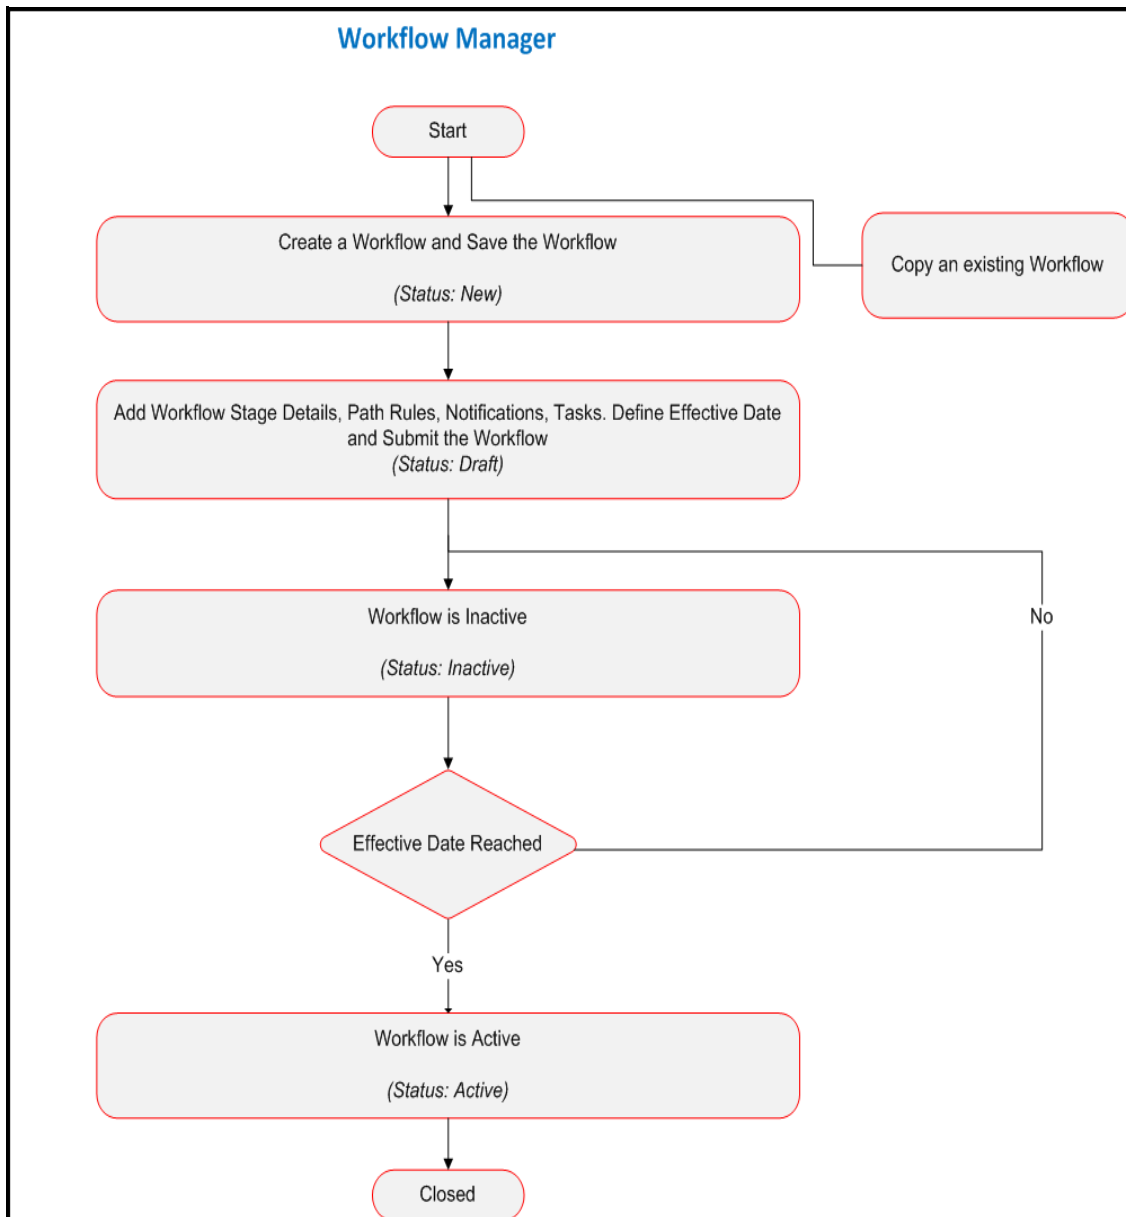 Workflow Manager
Start
Create a Workflow and Save the Workflow
(Status: New)
Copy an existing Workflow
Add Workflow Stage Details, Path Rules, Notifications, Tasks. Define Effective Date
and Submit the Workflow
(Status: Draft)
Workflow is Inactive
(Status: Inactive)
No
Effective Date Reached
Yes
Workflow is Active
(Status: Active)
Closed